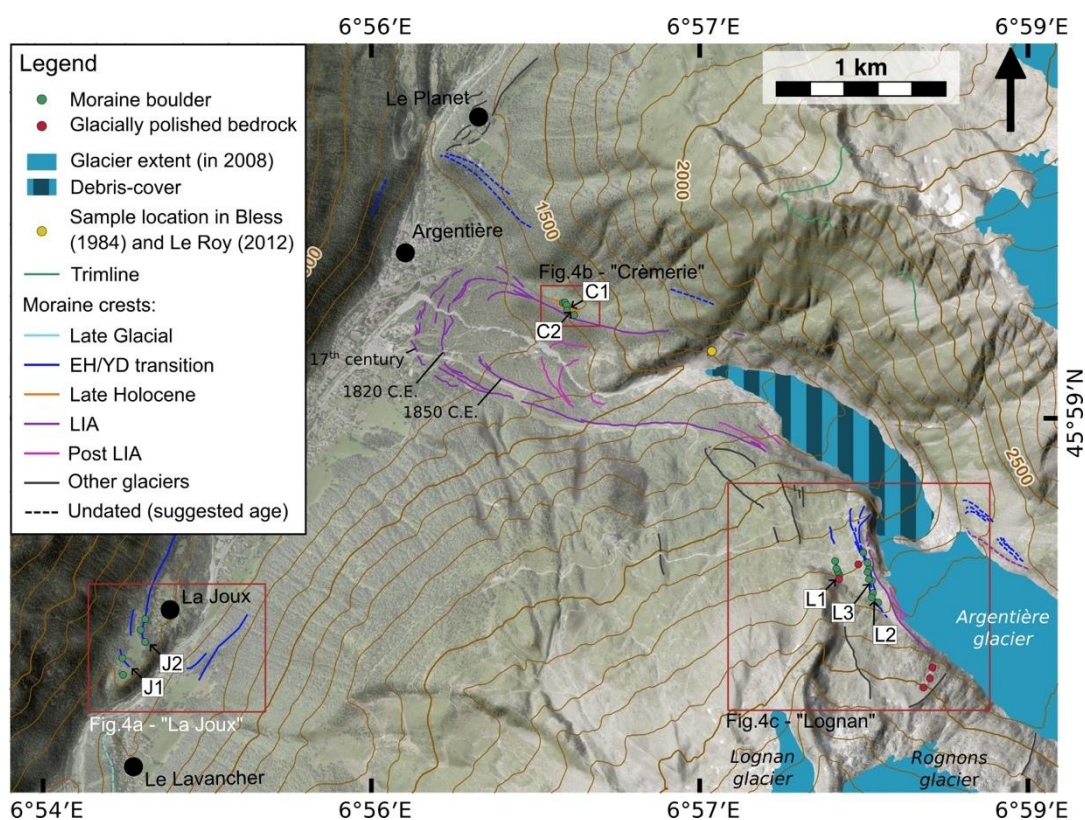 6°56′E
6°57′E
6°59′E
Legend
Moraine boulder
Glacially polished bedrock
Glacier extent (in 2008)
Debris-cover
Sample location in Bless
(1984) and Le Roy (2012)
Trimline
Moraine crests:
Late Glacial
EH/YD transition
Late Holocene
LIA
Post LIA
Other glaciers
Undated (suggested age)
1 km
Le Planet
2000
1500
Argentière
Fig.4b - "Crèmerie"
C1
C2
17th century
1820 C.E.
1850 C.E.
45°59′N
2500
La Joux
J2
J1
Fig.4a - "La Joux"
Le Lavancher
L1
L3
L2
Argentière
glacier
Fig.4c - "Lognan"
Lognan
glacier
Rognons
glacier
6°54′E
6°56′E
6°57′E
6°59′E